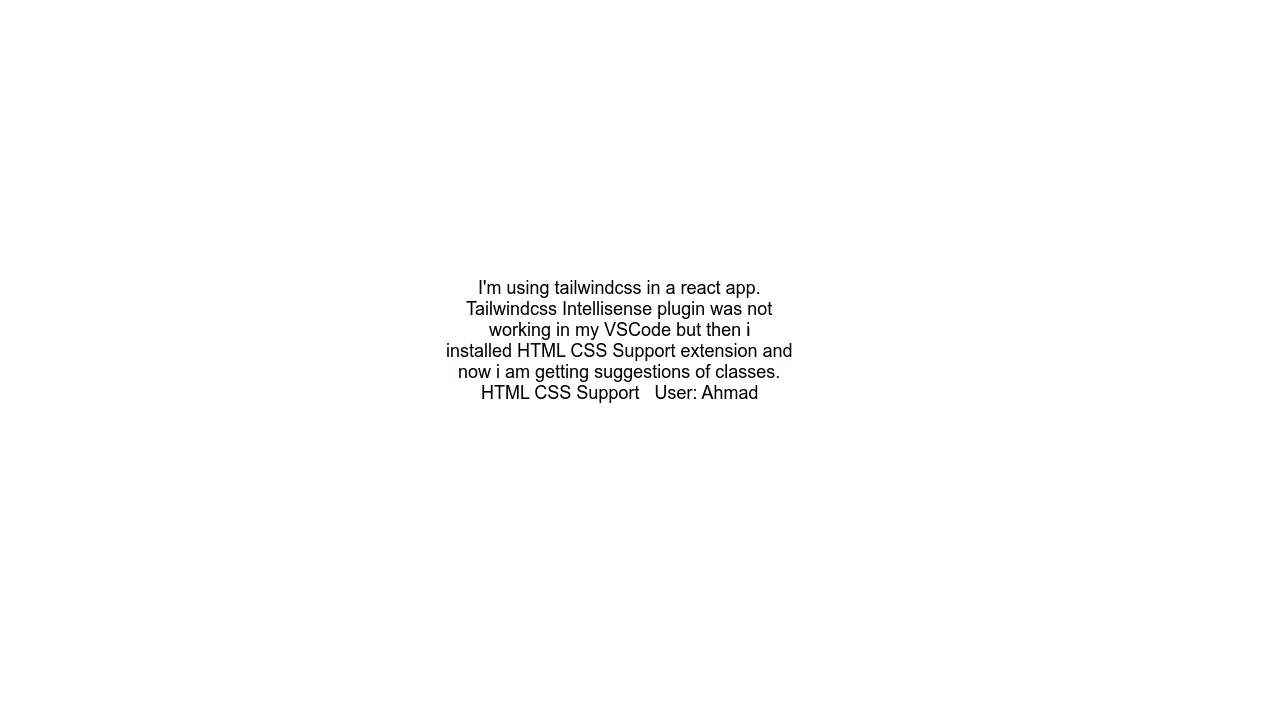 I'm using tailwindcss in a react app.
Tailwindcss Intellisense plugin was not
working in my VSCode but then i
installed HTML CSS Support extension and
now i am getting suggestions of classes.
HTML CSS Support   User: Ahmad